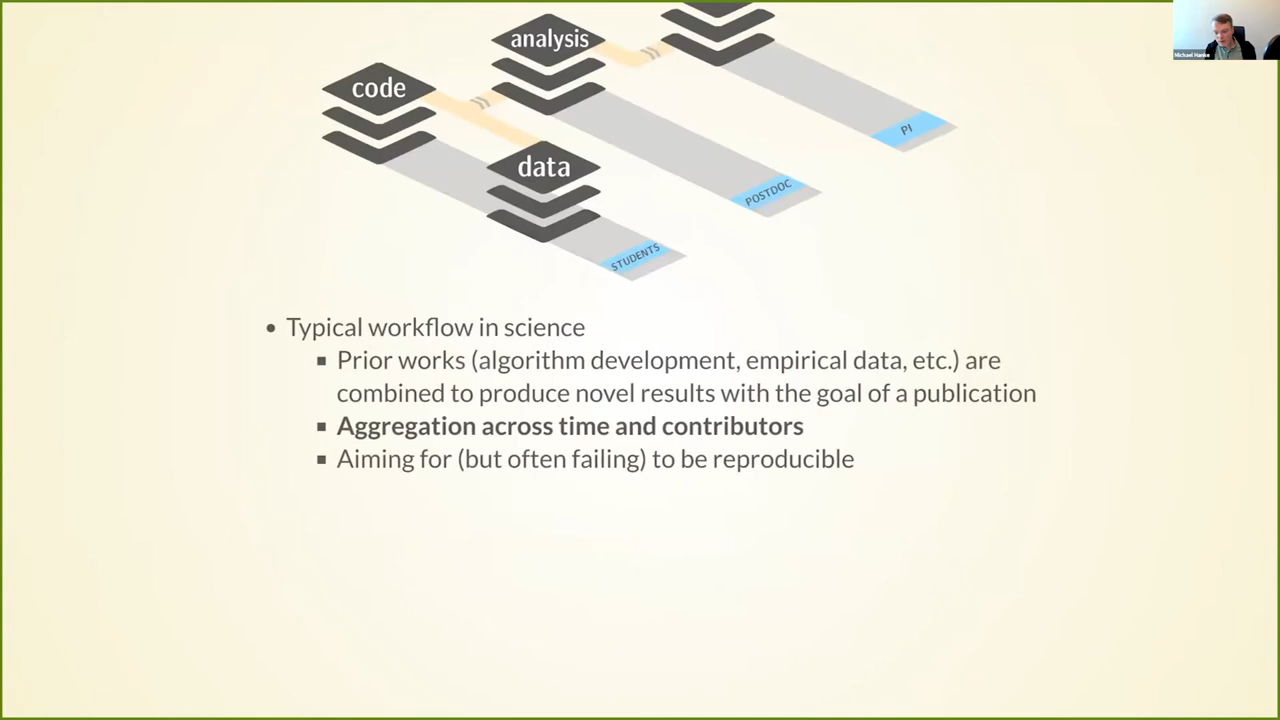 analysis
code
data
PI
POSTDOC
STUDENTS
• Typical workflow in science
▪ Prior works (algorithm development, empirical data, etc.) are
combined to produce novel results with the goal of a publication
▪ Aggregation across time and contributors
▪ Aiming for (but often failing) to be reproducible
Michael Hanke